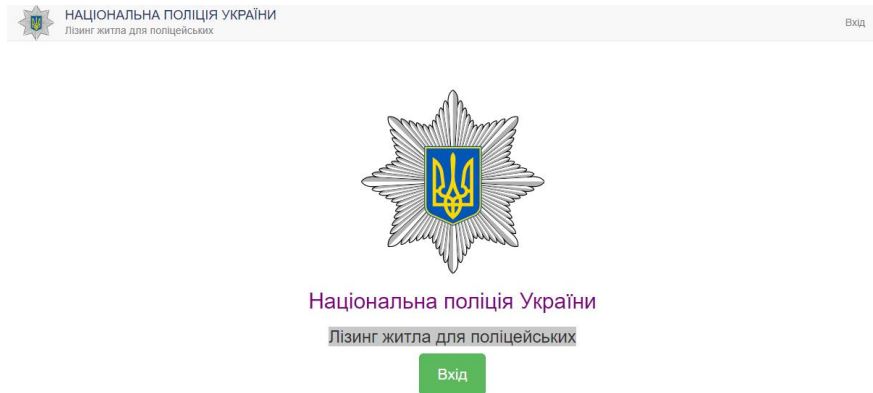 НАЦІОНАЛЬНА ПОЛІЦІЯ УКРАЇНИ
Лізинг житла для поліцейських
Вхід
Національна поліція України
Лізинг житла для поліцейських
Вхід